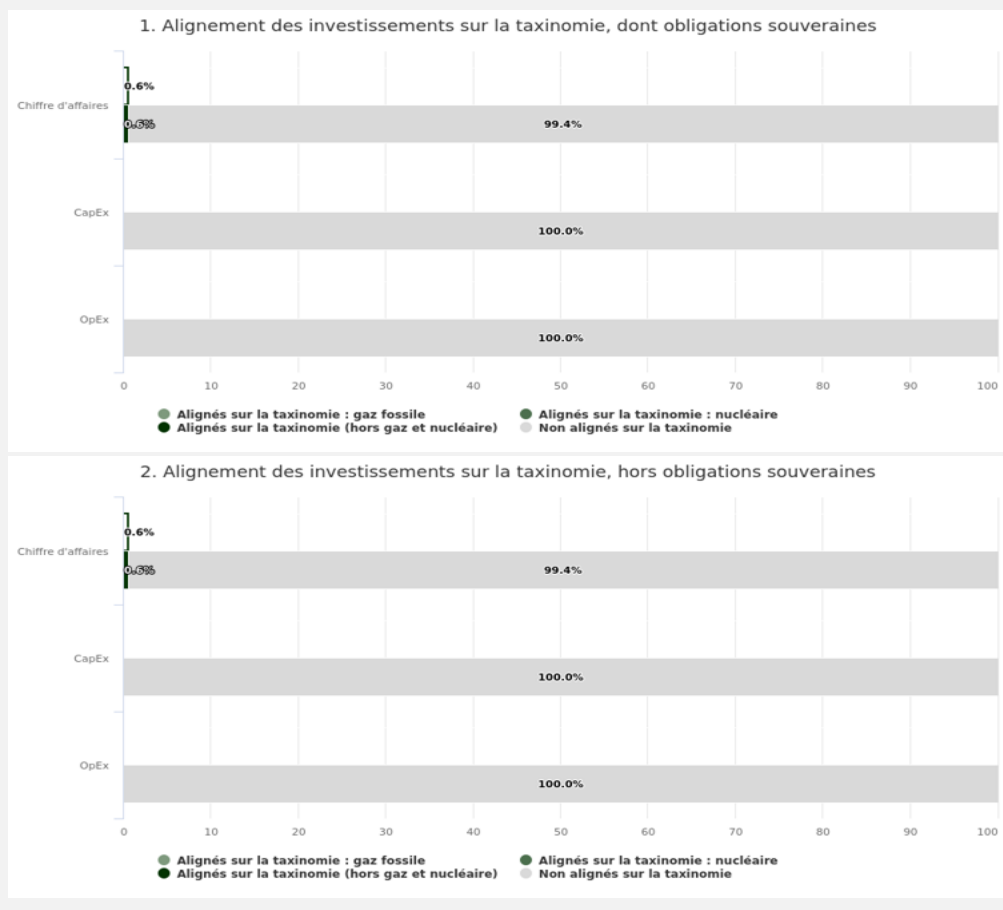 1. Alignement des investissements sur la taxinomie, dont obligations souveraines
0.6%
Chiffre d'affaires
0.6% 99.4%
CapEx
100.0%
OpEx
100.0%
0 10 20 30 40 50 60 70 80 90 100
Alignés sur la taxinomie : gaz fossile Alignés sur la taxinomie : nucléaire
Alignés sur la taxinomie (hors gaz et nucléaire) Non alignés sur la taxinomie
2. Alignement des investissements sur la taxinomie, hors obligations souveraines
0.6%
Chiffre d'affaires
0.6% 99.4%
CapEx
100.0%
OpEx
100.0%
0 10 20 30 40 50 60 70 80 90 100
Alignés sur la taxinomie : gaz fossile Alignés sur la taxinomie : nucléaire
Alignés sur la taxinomie (hors gaz et nucléaire) Non alignés sur la taxinomie